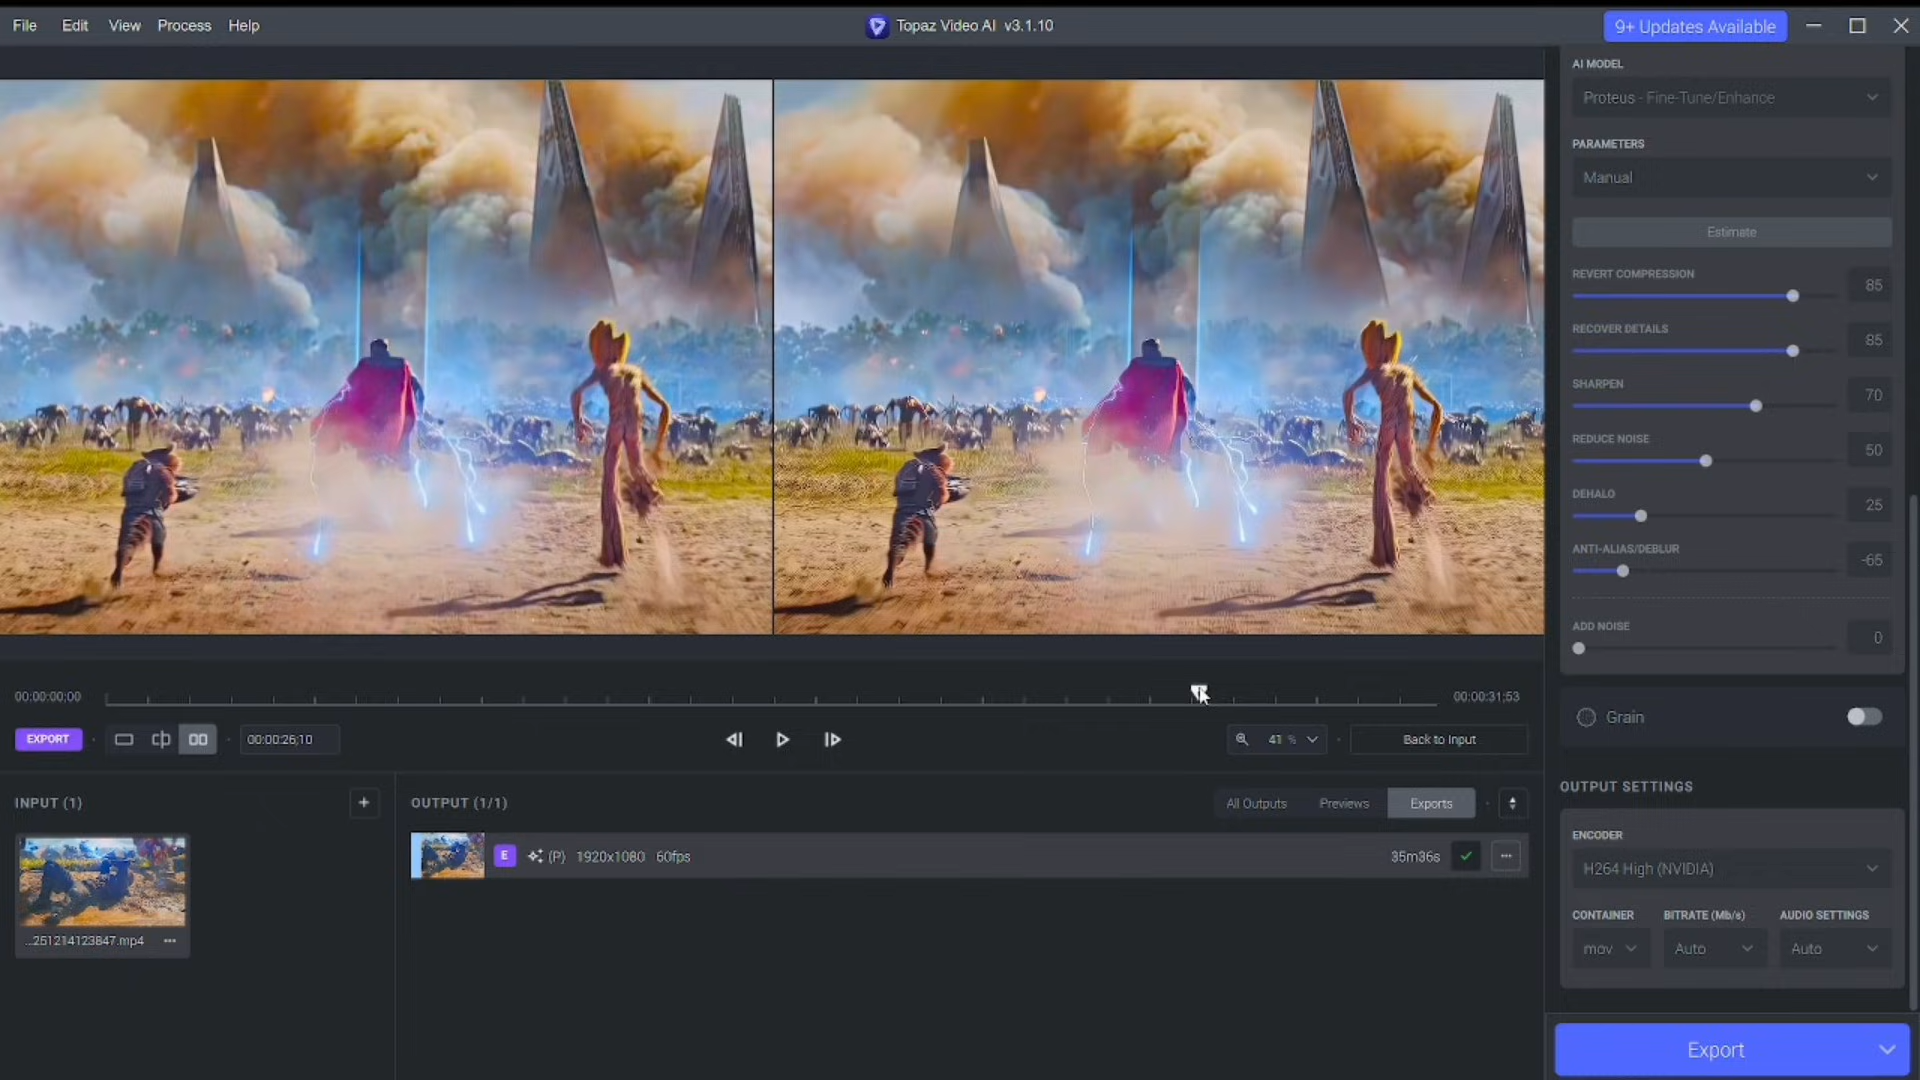 File Edit View Process Help
Topaz Video AI v3.1.10
9+ Updates Available
AI MODEL
Proteus - Fine-Tune/Enhance
PARAMETERS
Manual
Estimate
REVERT COMPRESSION
85
RECOVER DETAILS
85
SHARPEN
70
REDUCE NOISE
50
DEHALO
25
ANTI-ALIAS/DEBLUR
-65
ADD NOISE
0
Grain
OUTPUT SETTINGS
ENCODER
H264 High (NVIDIA)
CONTAINER BITRATE (Mb/s) AUDIO SETTINGS
mov Auto Auto
Export
00:00:00;00
00:00:31;53
EXPORT
00:00:26;10
41 %
Back to Input
INPUT (1)
...251214123847.mp4
OUTPUT (1/1)
All Outputs Previews Exports
E (P) 1920x1080 60fps
35m36s